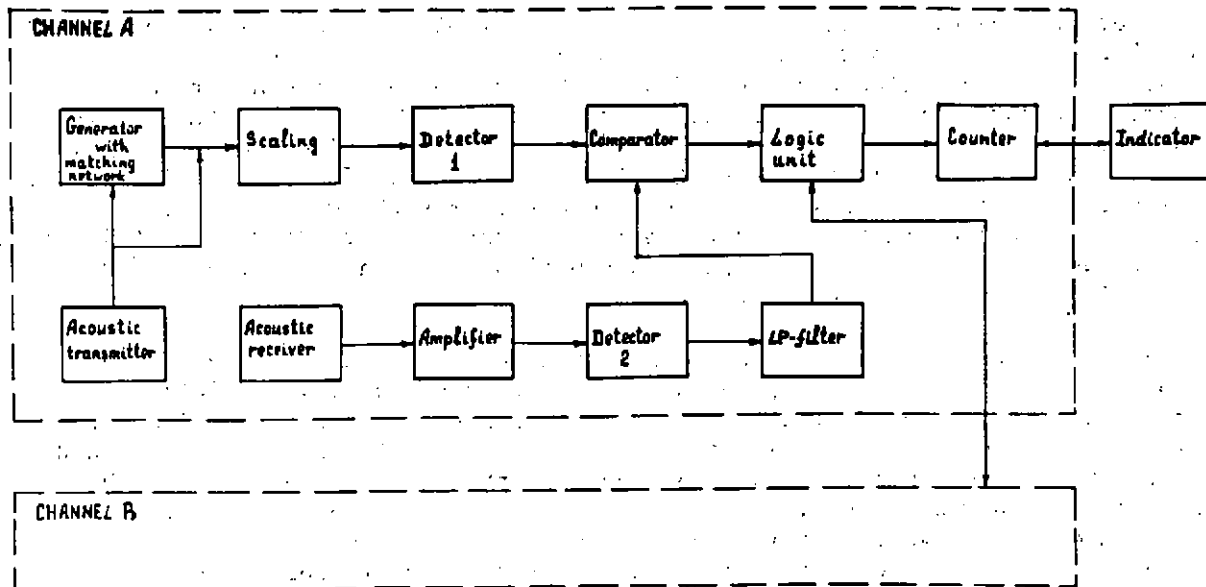 CHANNEL A
Generator
with
matching
network
Scaling
Detector
1
Comparator
Logic
unit
Counter
Indicator
Acoustic
transmitter
Acoustic
receiver
Amplifier
Detector
2
LP-filter
CHANNEL B